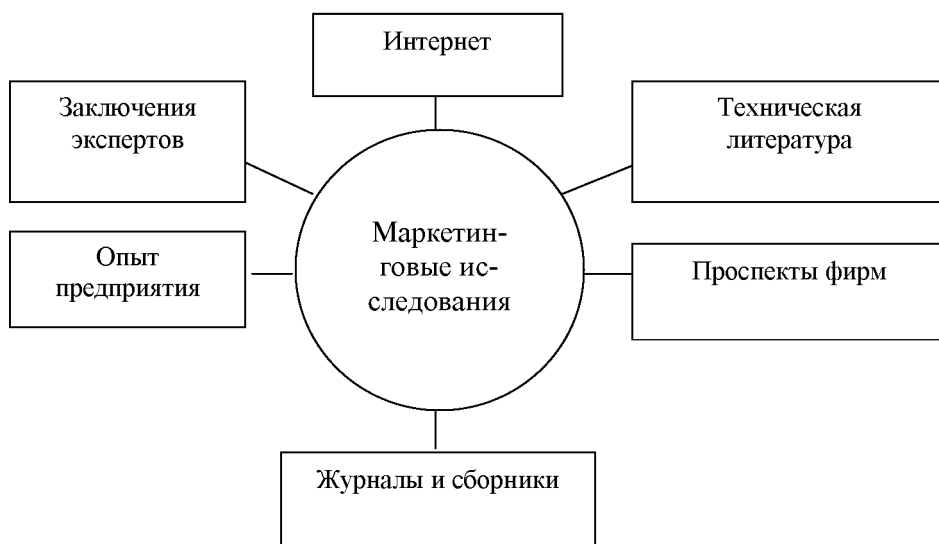 Интернет
Заключения
экспертов
Техническая
литература
Маркетин-
говые ис-
следования
Опыт
предприятия
Проспекты фирм
Журналы и сборники